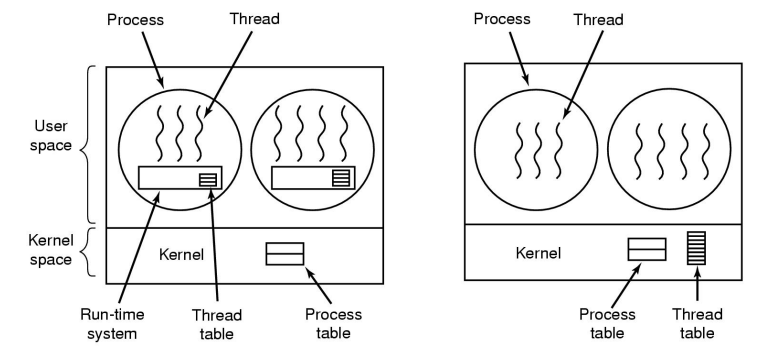 Process
Thread
Process
Thread
User
space
Kernel
space
Kernel
Kernel
Run-time
system
Thread
table
Process
table
Process
table
Thread
table